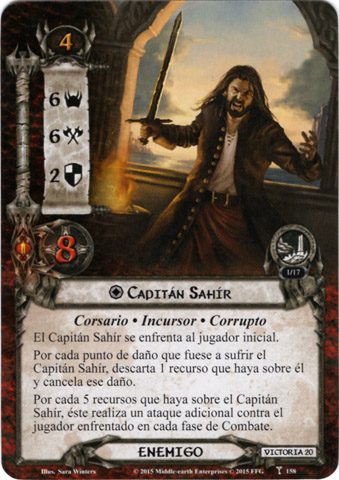 4
6
6
2
8
1/17
Capitán Sahír
Corsario • Incursor • Corrupto
El Capitán Sahír se enfrenta al jugador inicial.
Por cada punto de daño que fuese a sufrir el
Capitán Sahír, descarta 1 recurso que haya sobre él
y cancela ese daño.
Por cada 5 recursos que haya sobre el Capitán
Sahír, éste realiza un ataque adicional contra el
jugador enfrentado en cada fase de Combate.
ENEMIGO
VICTORIA 20
Illus. Sara Winters
© 2015 Middle-earth Enterprises © 2015 FFG
158